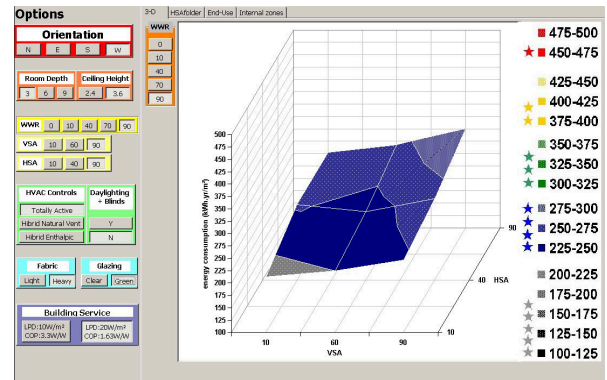 Options
Orientation
N E S W
Room Depth Ceiling Height
3 6 9 2.4 3.6
WWR 0 10 40 70 90
VSA 10 60 90
HSA 10 40 90
HVAC Controls Daylighting + Blinds
Totally Active
Hibrid Natural Vent Y
Hibrid Enthalpic N
Fabric Glazing
Light Heavy Clear Green
Building Service
LPD:10W/m² LPD:20W/m²
COP:3.3W/W COP:1.63W/W
3-D HSAfolder End-Use Internal zones
WWR
0
10
40
70
90
energy consumption (kWh.yr/m²)
500
475
450
425
400
375
350
325
300
275
250
225
200
175
150
125
100
10 60 90
VSA
10
40
90
HSA
475-500
450-475
425-450
400-425
375-400
350-375
325-350
300-325
275-300
250-275
225-250
200-225
175-200
150-175
125-150
100-125